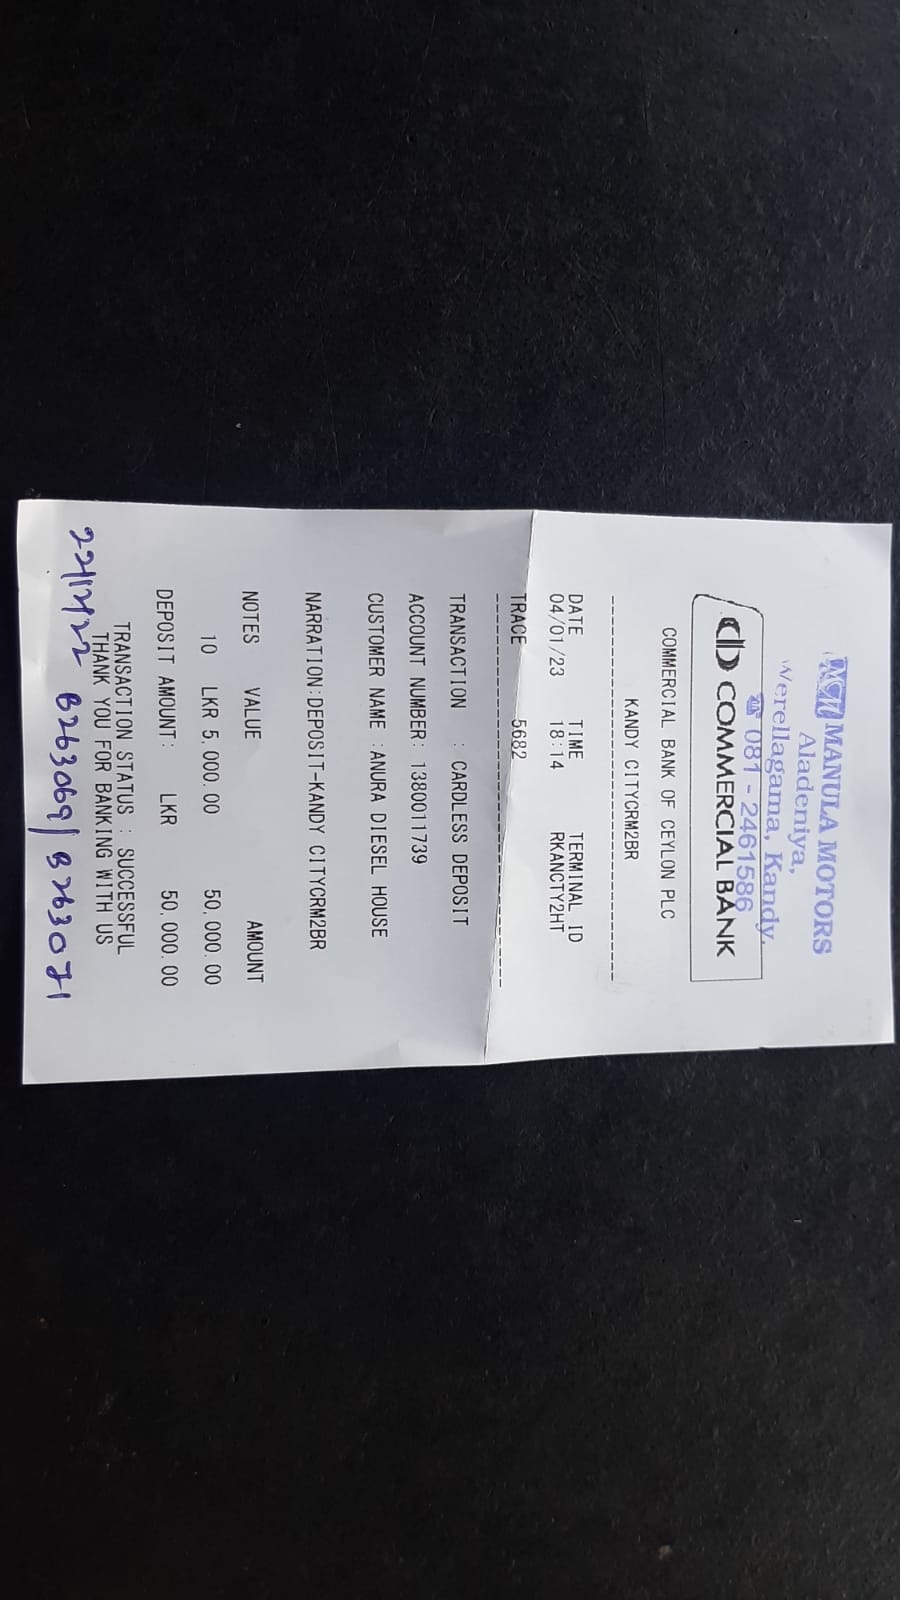 MANULA MOTORS
Aladeniya,
Werellagama, Kandy.
☎ 081 - 2461586
COMMERCIAL BANK
COMMERCIAL BANK OF CEYLON PLC
KANDY CITYCRM2BR
DATE TIME TERMINAL ID
04/01/23 18:14 RKANCTY2HT
TRACE 5682
TRANSACTION : CARDLESS DEPOSIT
ACCOUNT NUMBER: 1380011739
CUSTOMER NAME :ANURA DIESEL HOUSE
NARRATION:DEPOSIT-KANDY CITYCRM2BR
NOTES VALUE AMOUNT
10 LKR 5,000.00 50,000.00
DEPOSIT AMOUNT: LKR 50,000.00
TRANSACTION STATUS : SUCCESSFUL
THANK YOU FOR BANKING WITH US
B263069/B263071